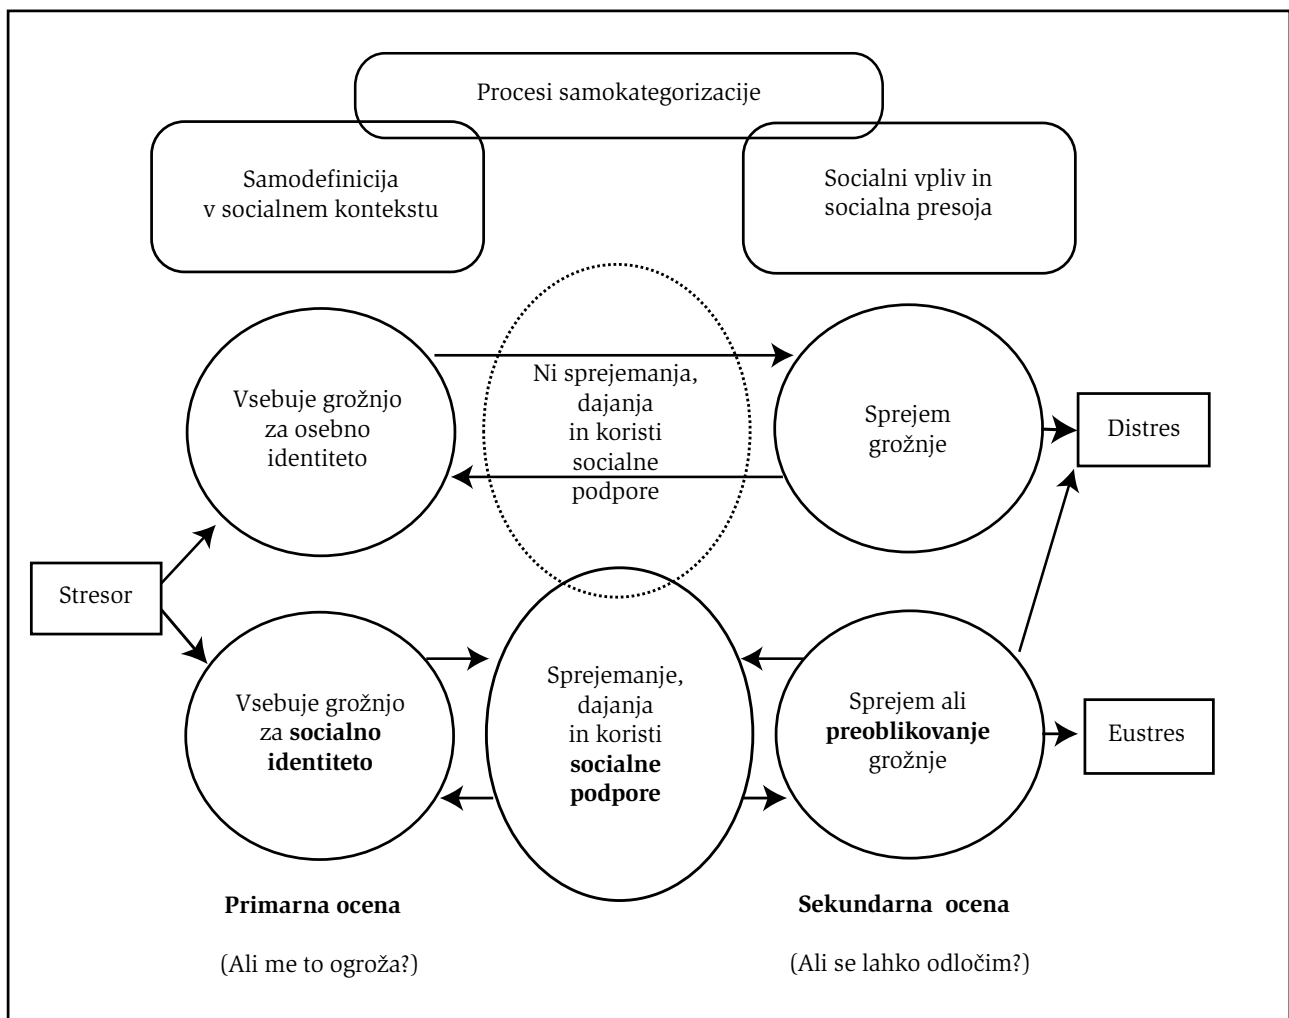 Procesi samokategorizacije
Samodefinicija
v socialnem kontekstu
Socialni vpliv in
socialna presoja
Vsebuje grožnjo
za osebno
identiteto
Ni sprejemanja,
dajanja
in koristi
socialne
podpore
Sprejem
grožnje
Distres
Stresor
Vsebuje grožnjo
za socialno
identiteto
Sprejemanje,
dajanja
in koristi
socialne
podpore
Sprejem ali
preoblikovanje
grožnje
Eustres
Primarna ocena
(Ali me to ogroža?)
Sekundarna ocena
(Ali se lahko odločim?)